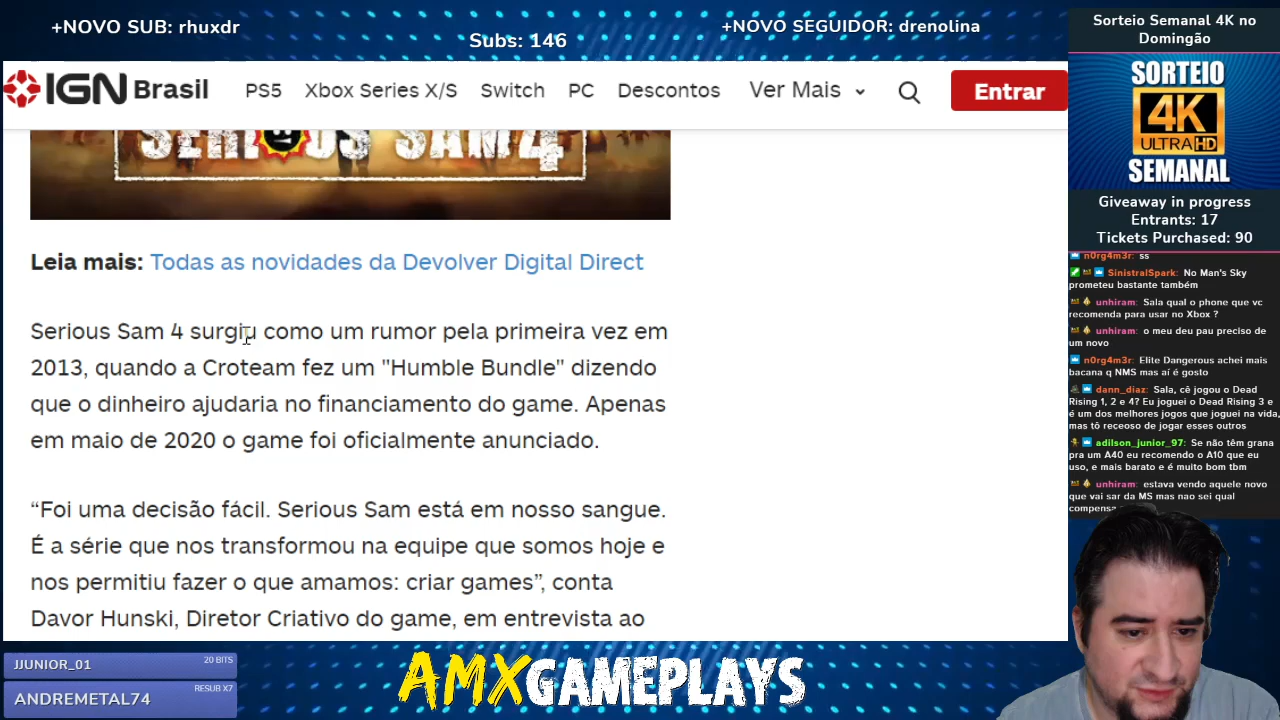 +NOVO SUB: rhuxdr
Subs: 146
+NOVO SEGUIDOR: drenolina
Sorteio Semanal 4K no
Domingão
IGN Brasil
PS5
Xbox Series X/S
Switch
PC
Descontos
Ver Mais
Entrar
SORTEIO
4K
ULTRA HD
SEMANAL
SERIOUS SAM 4
Giveaway in progress
Entrants: 17
Tickets Purchased: 90
Leia mais: Todas as novidades da Devolver Digital Direct
Serious Sam 4 surgiu como um rumor pela primeira vez em
2013, quando a Croteam fez um "Humble Bundle" dizendo
que o dinheiro ajudaria no financiamento do game. Apenas
em maio de 2020 o game foi oficialmente anunciado.
“Foi uma decisão fácil. Serious Sam está em nosso sangue.
É a série que nos transformou na equipe que somos hoje e
nos permitiu fazer o que amamos: criar games”, conta
Davor Hunski, Diretor Criativo do game, em entrevista ao
n0rg4m3r: ss
SinistralSpark: No Man's Sky
prometeu bastante também
unhiram: Sala qual o phone que vc
recomenda para usar no Xbox ?
unhiram: o meu deu pau preciso de
um novo
n0rg4m3r: Elite Dangerous achei mais
bacana q NMS mas aí é gosto
dann_diaz: Sala, cê jogou o Dead
Rising 1, 2 e 4? Eu joguei o Dead Rising 3 e
é um dos melhores jogos que joguei na vida,
mas tô receoso de jogar esses outros
adilson_junior_97: Se não têm grana
pra um A40 eu recomendo o A10 que eu
uso, e mais barato e é muito bom tbm
unhiram: estava vendo aquele novo
que vai sar da MS mas nao sei qual
compensa
JJUNIOR_01
20 BITS
ANDREMETAL74
RESUB X7
AMXGAMEPLAYS